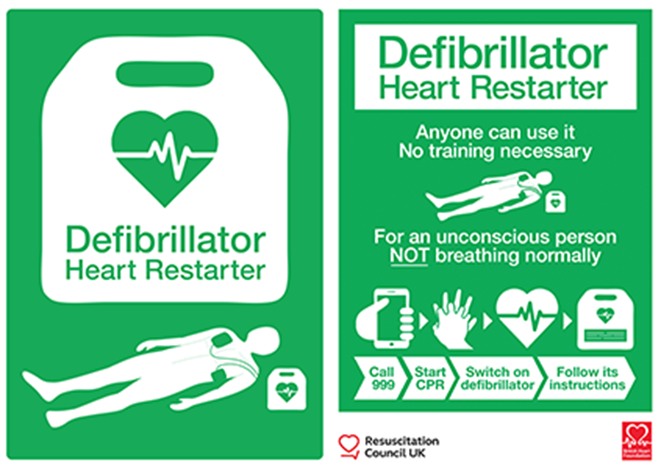 Defibrillator
Heart Restarter
Defibrillator
Heart Restarter
Anyone can use it
No training necessary
For an unconscious person
NOT breathing normally
Call
999
Start
CPR
Switch on
defibrillator
Follow its
instructions
Resuscitation
Council UK
British Heart
Foundation